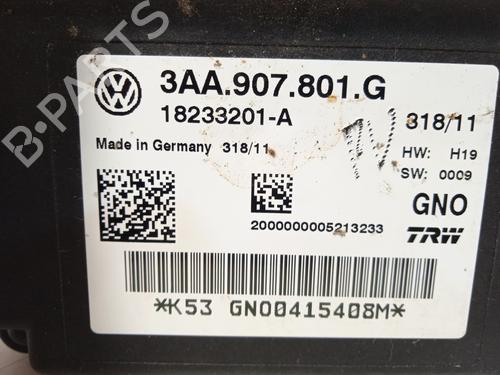 B-PARTS
3AA.907.801.G
18233201-A
318/11
Made in Germany 318/11
HW: H19
SW: 0009
GNO
2000000005213233
TRW
*K53 GNO0415408M*